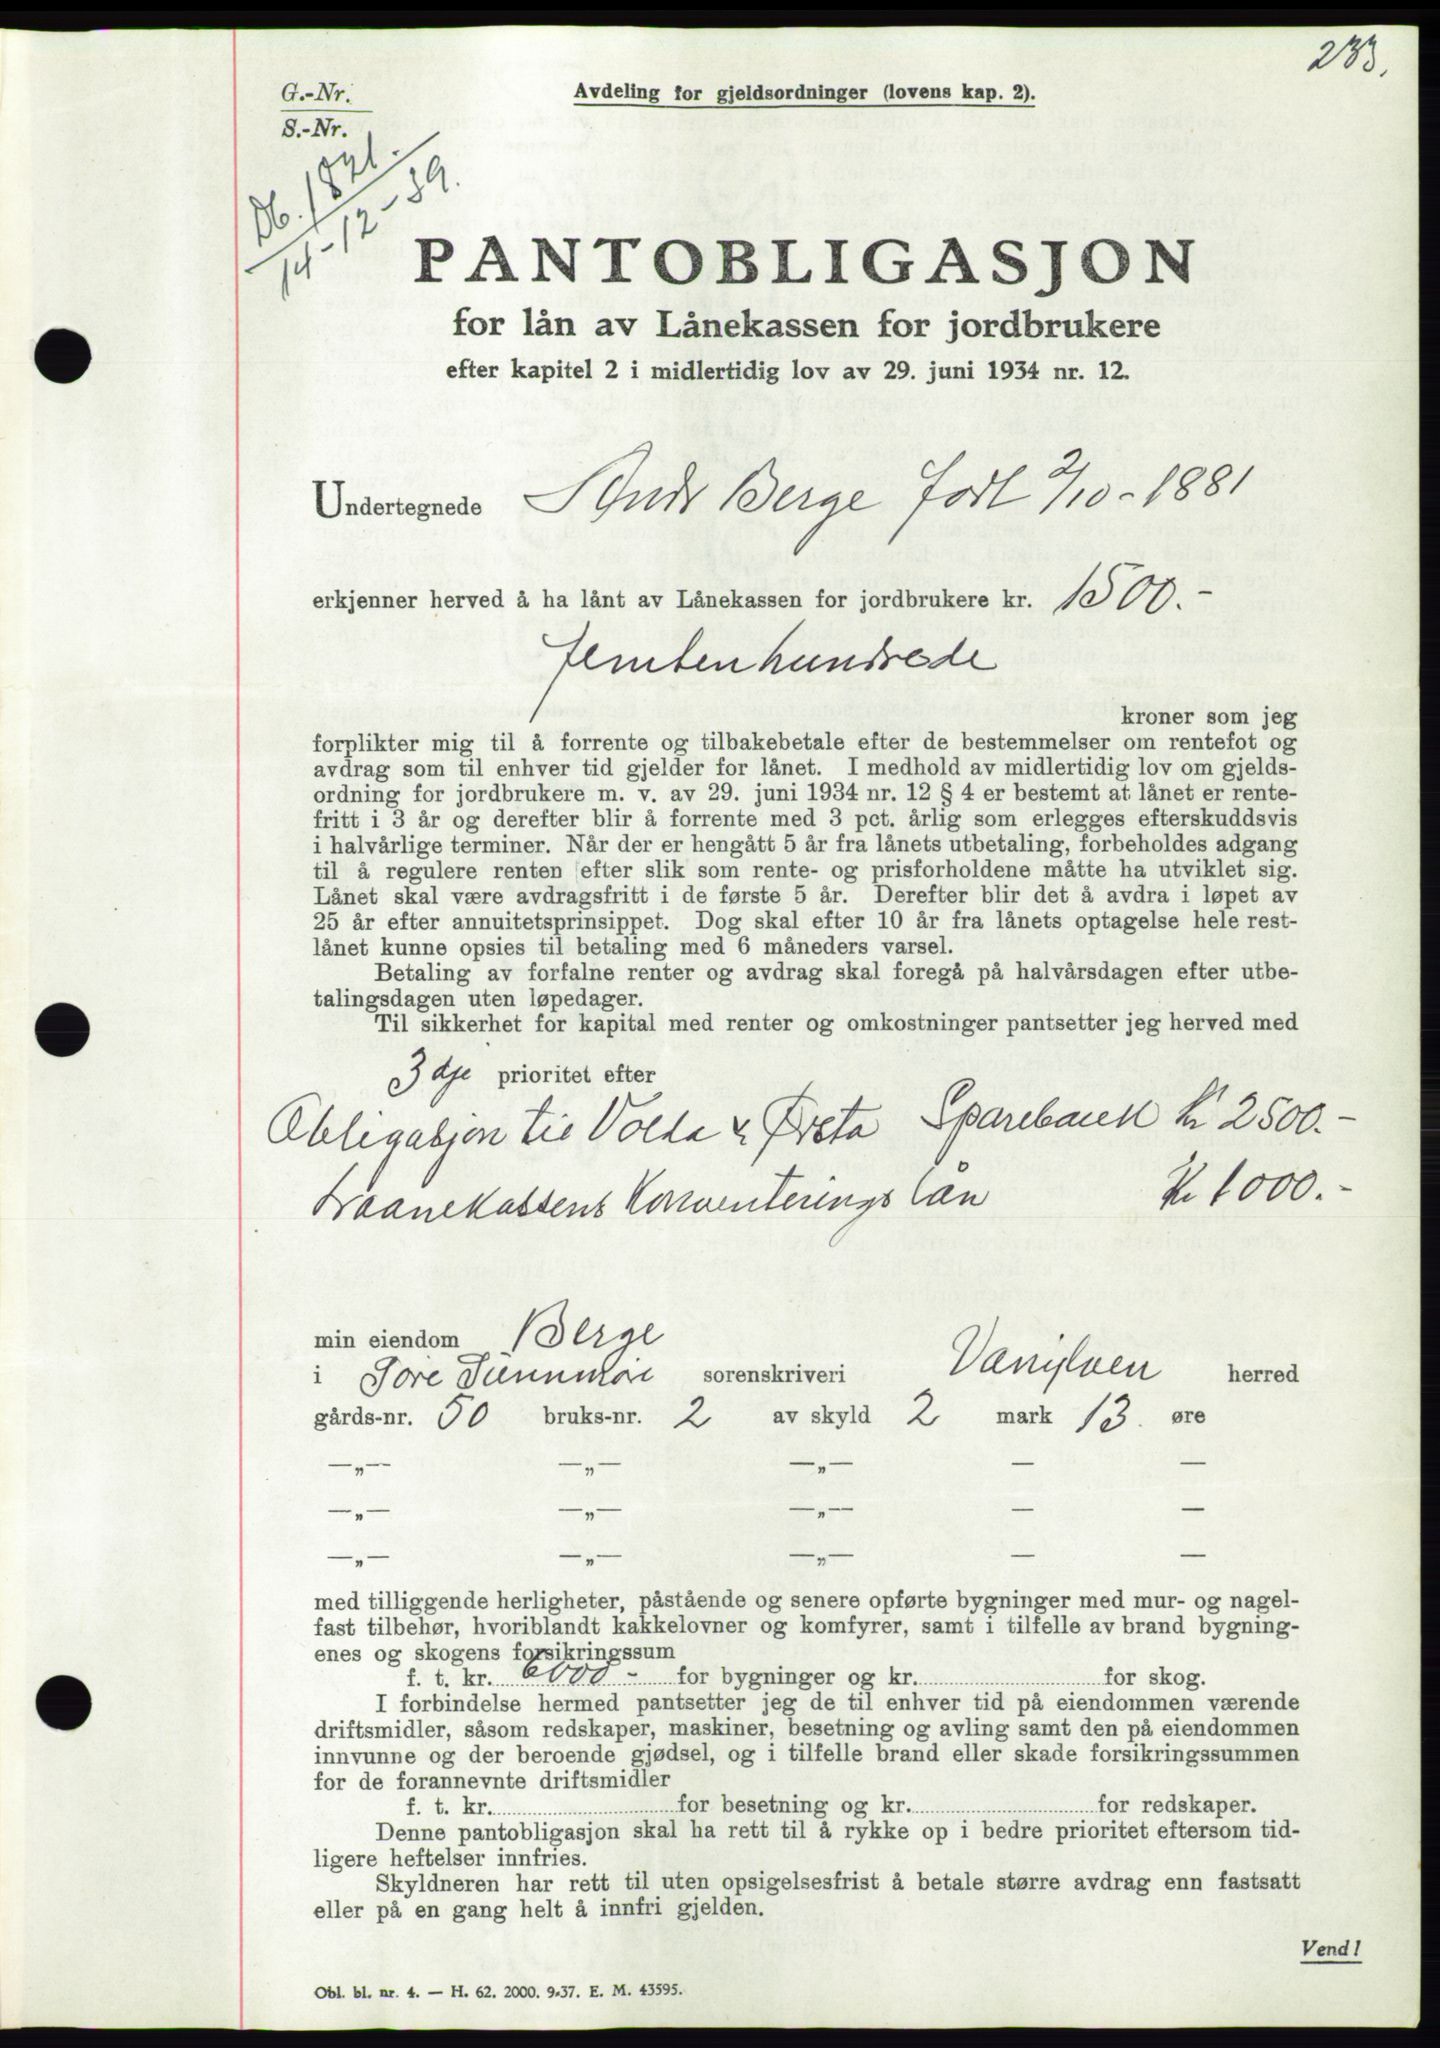 233.
G.-Nr.
S.-Nr.
Avdeling for gjeldsordninger (lovens kap. 2).
Db. 1821.
14-12-39.
PANTOBLIGASJON
for lån av Lånekassen for jordbrukere
efter kapitel 2 i midlertidig lov av 29. juni 1934 nr. 12.
Undertegnede Andr Berge født 2/10-1881
erkjenner herved å ha lånt av Lånekassen for jordbrukere kr. 1500.-
femten hundrede
kroner som jeg
forplikter mig til å forrente og tilbakebetale efter de bestemmelser om rentefot og
avdrag som til enhver tid gjelder for lånet. I medhold av midlertidig lov om gjelds-
ordning for jordbrukere m. v. av 29. juni 1934 nr. 12 § 4 er bestemt at lånet er rente-
fritt i 3 år og derefter blir å forrente med 3 pct. årlig som erlegges efterskuddsvis
i halvårlige terminer. Når der er hengått 5 år fra lånets utbetaling, forbeholdes adgang
til å regulere renten efter slik som rente- og prisforholdene måtte ha utviklet sig.
Lånet skal være avdragsfritt i de første 5 år. Derefter blir det å avdra i løpet av
25 år efter annuitetsprinsippet. Dog skal efter 10 år fra lånets optagelse hele rest-
lånet kunne opsies til betaling med 6 måneders varsel.
Betaling av forfalne renter og avdrag skal foregå på halvårsdagen efter utbe-
talingsdagen uten løpedager.
Til sikkerhet for kapital med renter og omkostninger pantsetter jeg herved med
3dje prioritet efter
Obligasjon til Volda & Ørsta Sparebank Kr 2500.-
Laanekassens Konverterings lån Kr 1000.-
min eiendom Berge
i Søre Sunnmøre sorenskriveri Vanylven herred
gårds-nr. 50 bruks-nr. 2 av skyld 2 mark 13. øre
—„— —„— —„— — —
—„— —„— —„— — —
—„— —„— —„— — —
med tilliggende herligheter, påstående og senere opførte bygninger med mur- og nagel-
fast tilbehør, hvoriblandt kakkelovner og komfyrer, samt i tilfelle av brand bygning-
enes og skogens forsikringssum
f. t. kr. 6000 - for bygninger og kr. for skog.
I forbindelse hermed pantsetter jeg de til enhver tid på eiendommen værende
driftsmidler, såsom redskaper, maskiner, besetning og avling samt den på eiendommen
innvunne og der beroende gjødsel, og i tilfelle brand eller skade forsikringssummen
for de forannevnte driftsmidler
f. t. kr. for besetning og kr. for redskaper.
Denne pantobligasjon skal ha rett til å rykke op i bedre prioritet eftersom tid-
ligere heftelser innfries.
Skyldneren har rett til uten opsigelsesfrist å betale større avdrag enn fastsatt
eller på en gang helt å innfri gjelden.
Vend!
Obl. bl. nr. 4. — H. 62. 2000. 9-37. E. M. 43595.